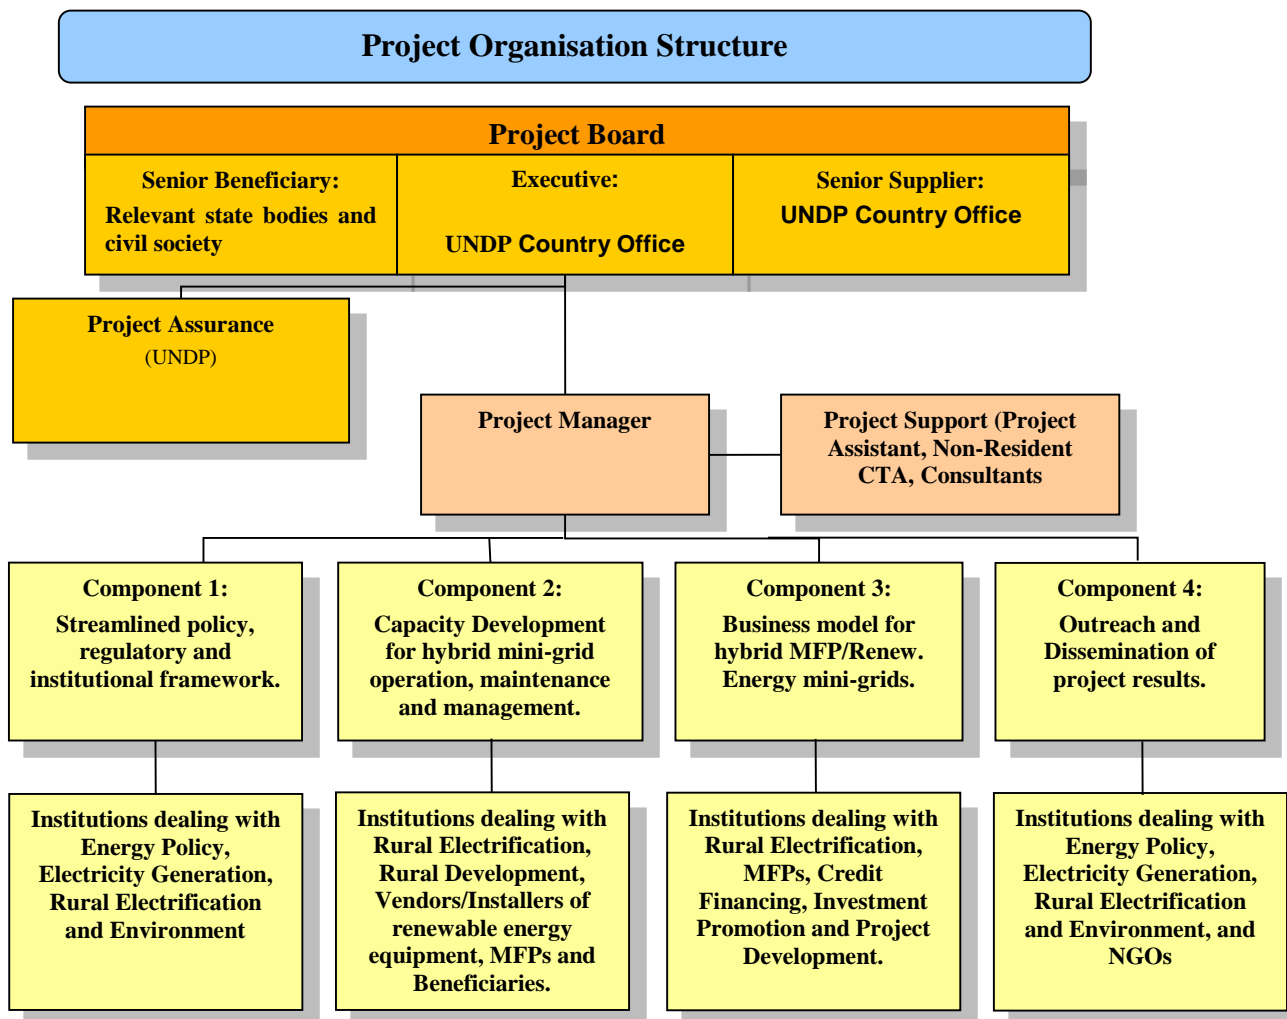 Project Organisation Structure
Project Board
Senior Beneficiary:
Relevant state bodies and
civil society
Executive:
UNDP Country Office
Senior Supplier:
UNDP Country Office
Project Assurance
(UNDP)
Project Manager
Project Support (Project
Assistant, Non-Resident
CTA, Consultants
Component 1:
Streamlined policy,
regulatory and
institutional framework.
Component 2:
Capacity Development
for hybrid mini-grid
operation, maintenance
and management.
Component 3:
Business model for
hybrid MFP/Renew.
Energy mini-grids.
Component 4:
Outreach and
Dissemination of
project results.
Institutions dealing with
Energy Policy,
Electricity Generation,
Rural Electrification
and Environment
Institutions dealing with
Rural Electrification,
Rural Development,
Vendors/Installers of
renewable energy
equipment, MFPs and
Beneficiaries.
Institutions dealing with
Rural Electrification,
MFPs, Credit
Financing, Investment
Promotion and Project
Development.
Institutions dealing with
Energy Policy,
Electricity Generation,
Rural Electrification
and Environment, and
NGOs